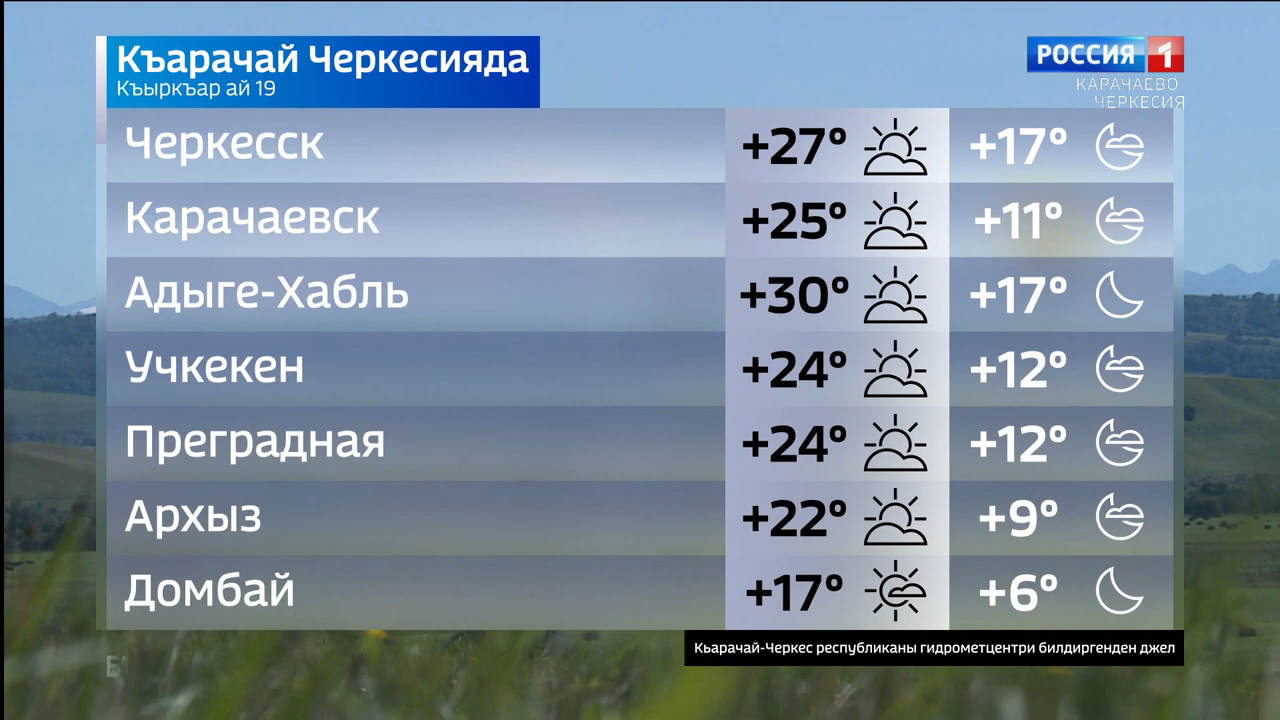 Къарачай Черкесияда
Къыркъар ай 19
РОССИЯ 1
КАРАЧАЕВО
ЧЕРКЕСИЯ
Черкесск +27° +17°
Карачаевск +25° +11°
Адыге-Хабль +30° +17°
Учкекен +24° +12°
Преградная +24° +12°
Архыз +22° +9°
Домбай +17° +6°
Кьарачай-Черкес республиканы гидрометцентри билдиргенден джел